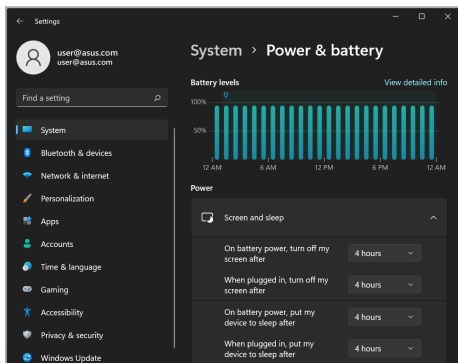 Settings
user@asus.com
user@asus.com
Find a setting
System
Bluetooth & devices
Network & internet
Personalization
Apps
Accounts
Time & language
Gaming
Accessibility
Privacy & security
Windows Update
System > Power & battery
Battery levels
View detailed info
100%
50%
12 AM 6 AM 12 PM 6 PM 12 AM
Power
Screen and sleep
On battery power, turn off my
screen after
4 hours
When plugged in, turn off my
screen after
4 hours
On battery power, put my
device to sleep after
4 hours
When plugged in, put my
device to sleep after
4 hours